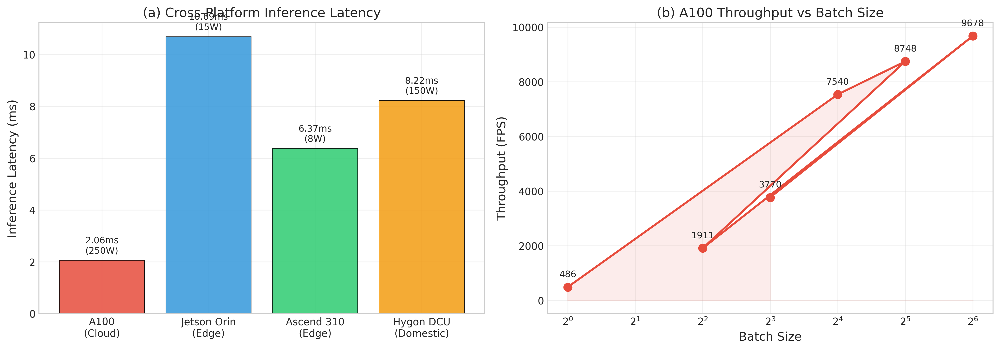 (a) Cross-Platform Inference Latency
Inference Latency (ms)
10
8
6
4
2
0
2.06ms
(250W)
10.69ms
(15W)
6.37ms
(8W)
8.22ms
(150W)
A100
(Cloud)
Jetson Orin
(Edge)
Ascend 310
(Edge)
Hygon DCU
(Domestic)
(b) A100 Throughput vs Batch Size
Throughput (FPS)
10000
8000
6000
4000
2000
0
486
1911
3770
7540
8748
9678
2⁰
2¹
2²
2³
2⁴
2⁵
2⁶
Batch Size